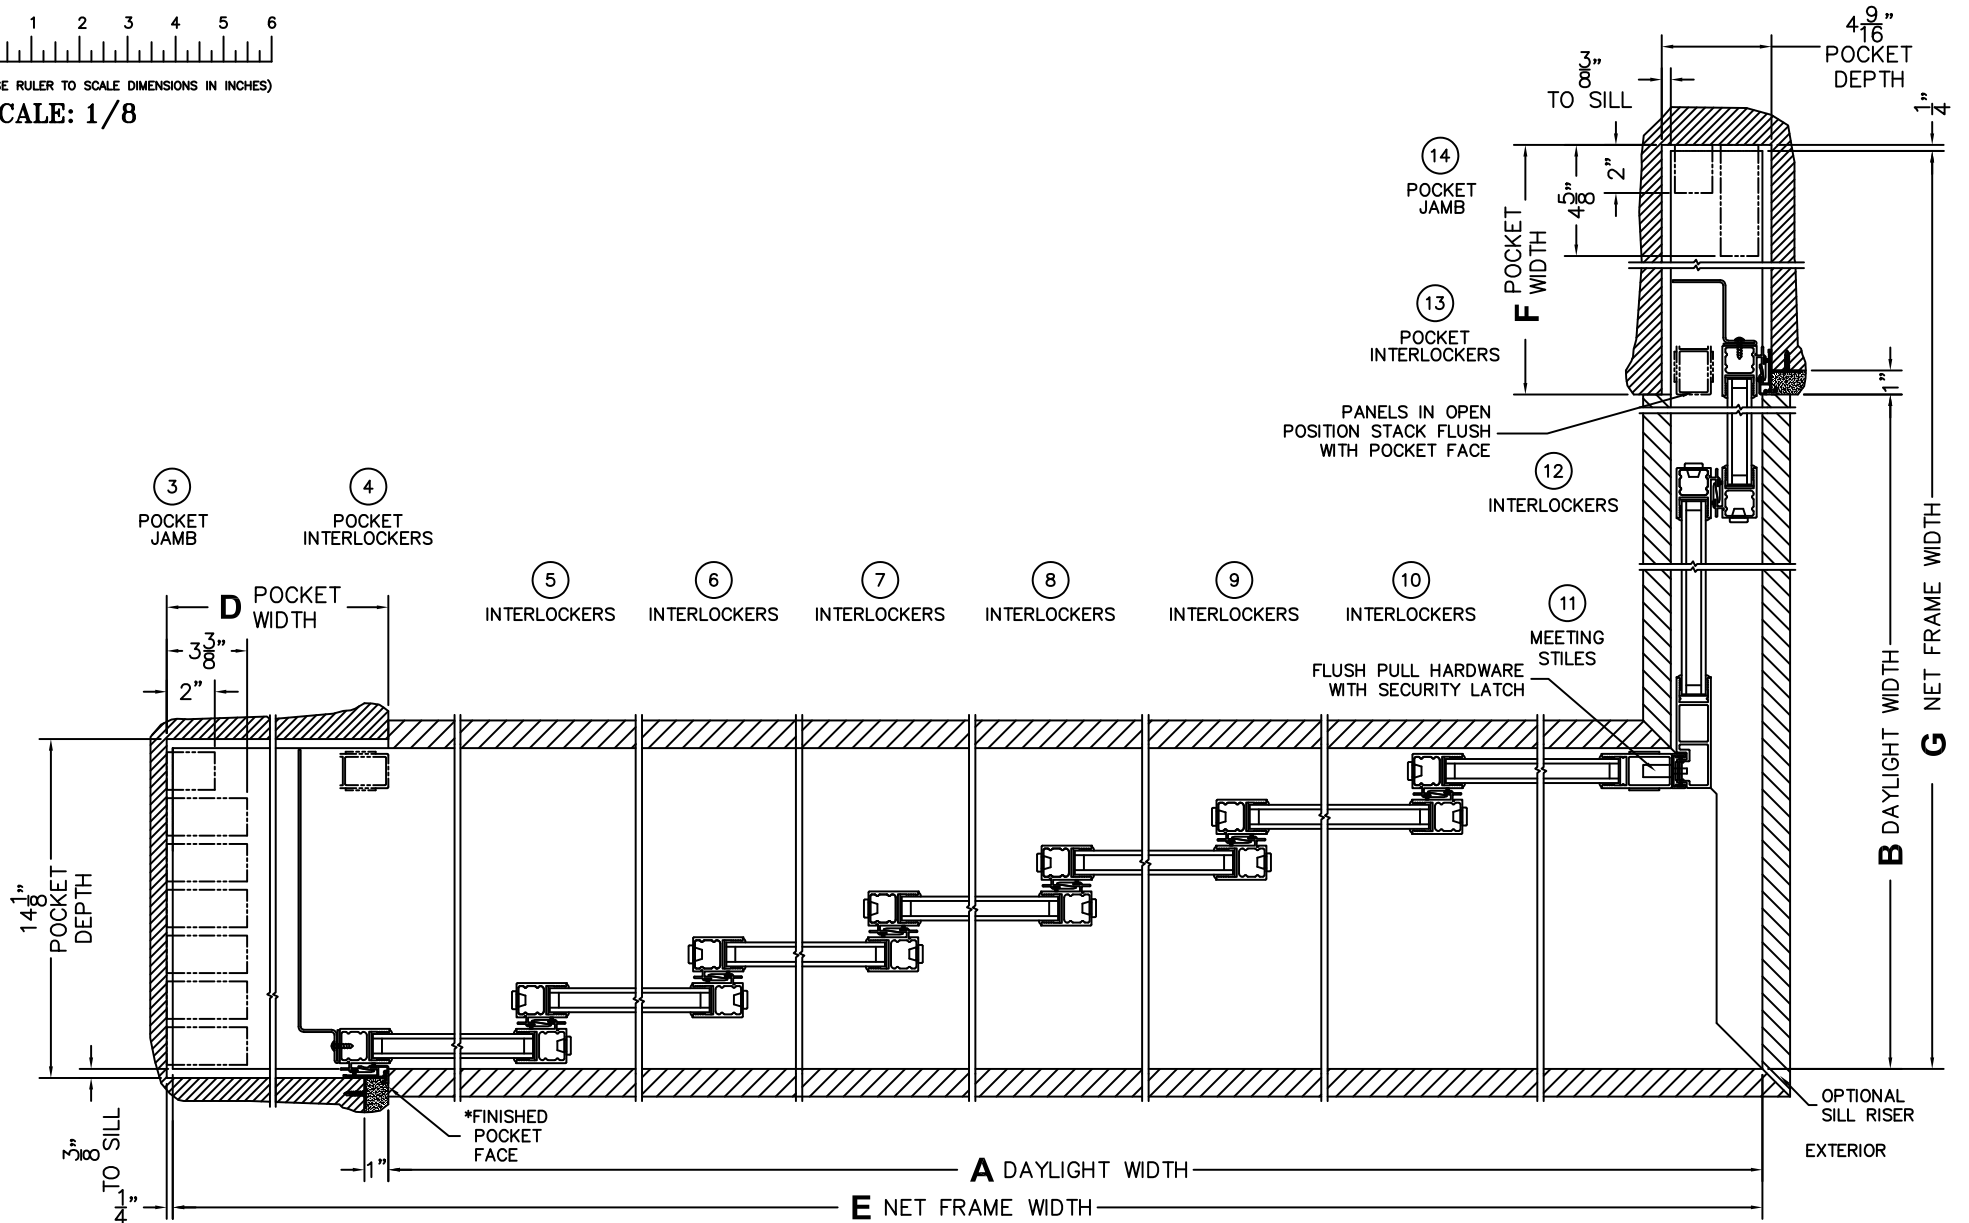 1 2 3 4 5 6
SE RULER TO SCALE DIMENSIONS IN INCHES)
CALE: 1/8
4 9/16"
POCKET
DEPTH
3/8"
TO SILL
1/4"
14
POCKET
JAMB
2"
4 5/8"
F POCKET
WIDTH
13
POCKET
INTERLOCKERS
1"
PANELS IN OPEN
POSITION STACK FLUSH
WITH POCKET FACE
12
INTERLOCKERS
3
POCKET
JAMB
4
POCKET
INTERLOCKERS
5
INTERLOCKERS
6
INTERLOCKERS
7
INTERLOCKERS
8
INTERLOCKERS
9
INTERLOCKERS
10
INTERLOCKERS
11
MEETING
STILES
FLUSH PULL HARDWARE
WITH SECURITY LATCH
D POCKET
WIDTH
3 3/8"
2"
14 1/8"
POCKET
DEPTH
B DAYLIGHT WIDTH
G NET FRAME WIDTH
3/8"
TO SILL
1/4"
*FINISHED
POCKET
FACE
1"
A DAYLIGHT WIDTH
E NET FRAME WIDTH
OPTIONAL
SILL RISER
EXTERIOR